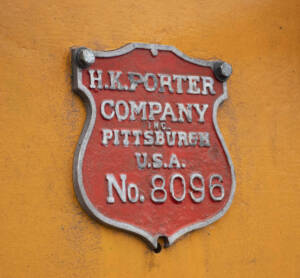 H.K.PORTER
COMPANY
INC.
PITTSBURGH
U.S.A.
No. 8096